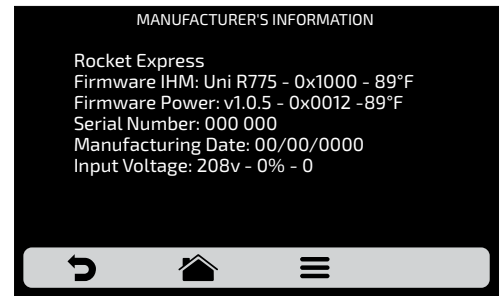 MANUFACTURER'S INFORMATION
Rocket Express
Firmware IHM: Uni R775 - 0x1000 - 89°F
Firmware Power: v1.0.5 - 0x0012 -89°F
Serial Number: 000 000
Manufacturing Date: 00/00/0000
Input Voltage: 208v - 0% - 0